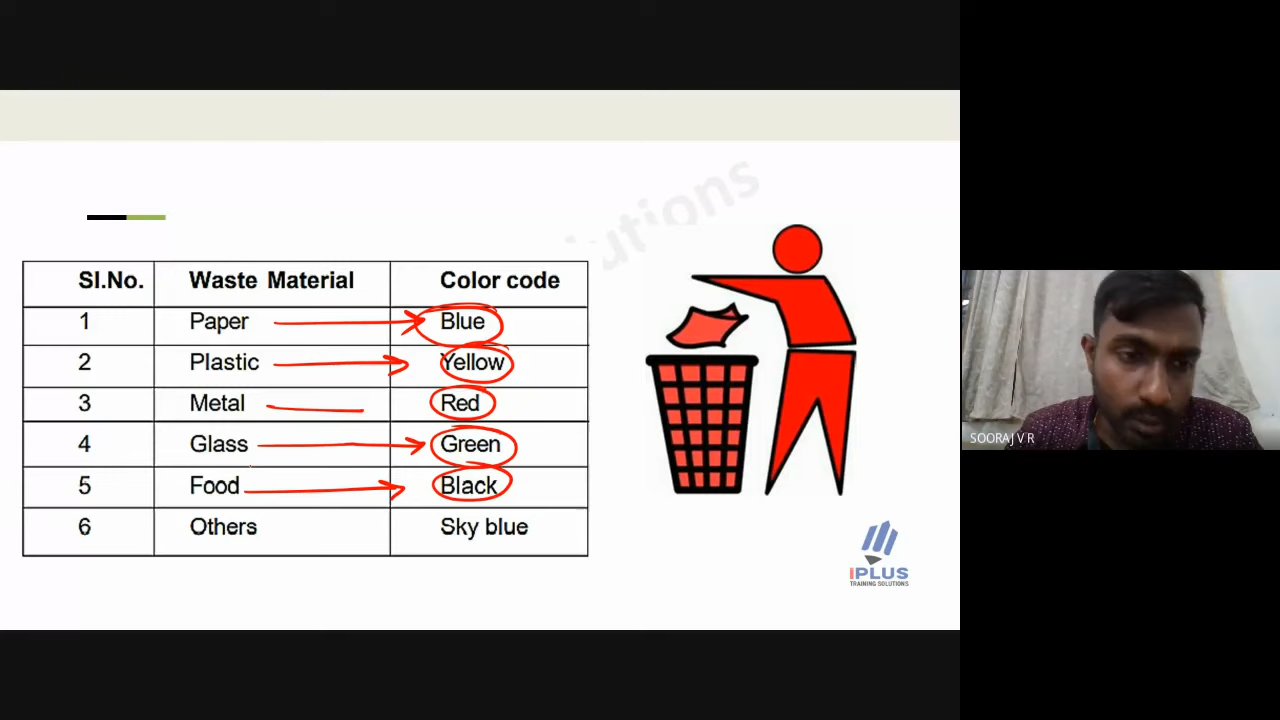 utions
Sl.No. Waste Material Color code
1 Paper Blue
2 Plastic Yellow
3 Metal Red
4 Glass Green
5 Food Black
6 Others Sky blue
iPLUS
TRAINING SOLUTIONS
SOORAJ V R